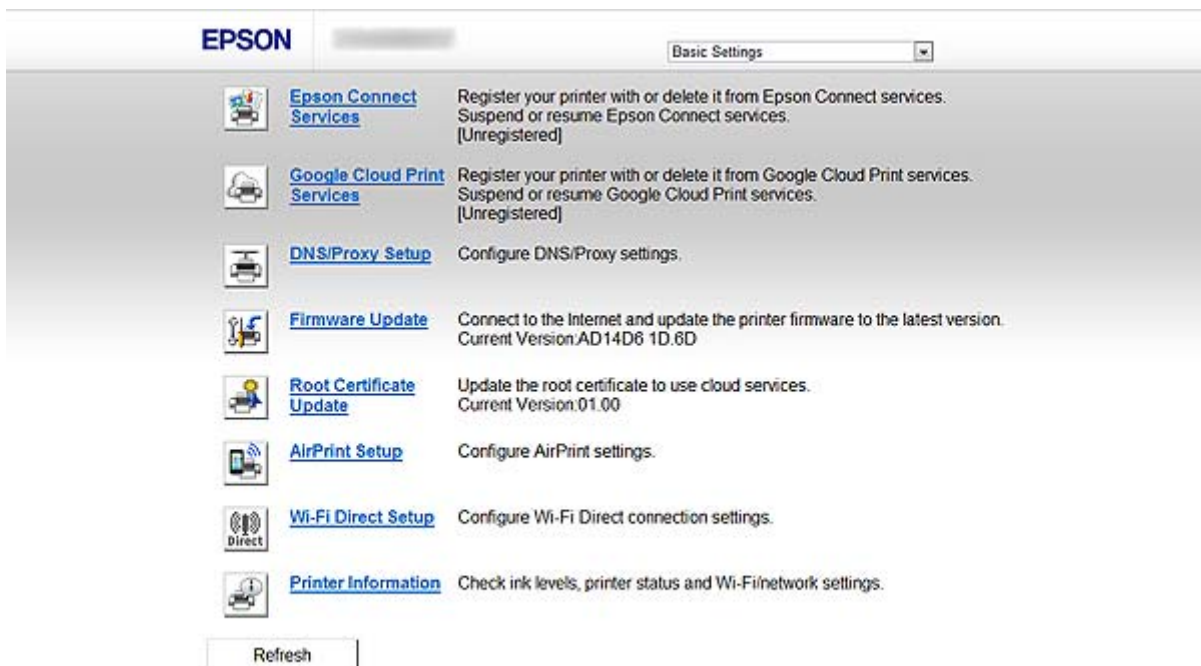 EPSON
Basic Settings
Epson Connect Register your printer with or delete it from Epson Connect services.
Services Suspend or resume Epson Connect services.
[Unregistered]
Google Cloud Print Register your printer with or delete it from Google Cloud Print services.
Services Suspend or resume Google Cloud Print services.
[Unregistered]
DNS/Proxy Setup Configure DNS/Proxy settings.
Firmware Update Connect to the Internet and update the printer firmware to the latest version.
Current Version:AD14D6 1D.6D
Root Certificate Update the root certificate to use cloud services.
Update Current Version:01.00
AirPrint Setup Configure AirPrint settings.
Direct
Wi-Fi Direct Setup Configure Wi-Fi Direct connection settings.
Printer Information Check ink levels, printer status and Wi-Fi/network settings.
Refresh